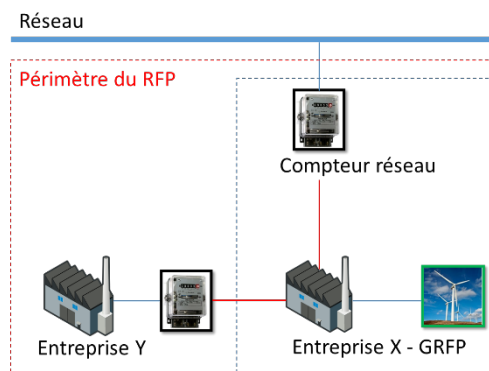 Réseau
Périmètre du RFP
Compteur réseau
Entreprise Y
Entreprise X - GRFP